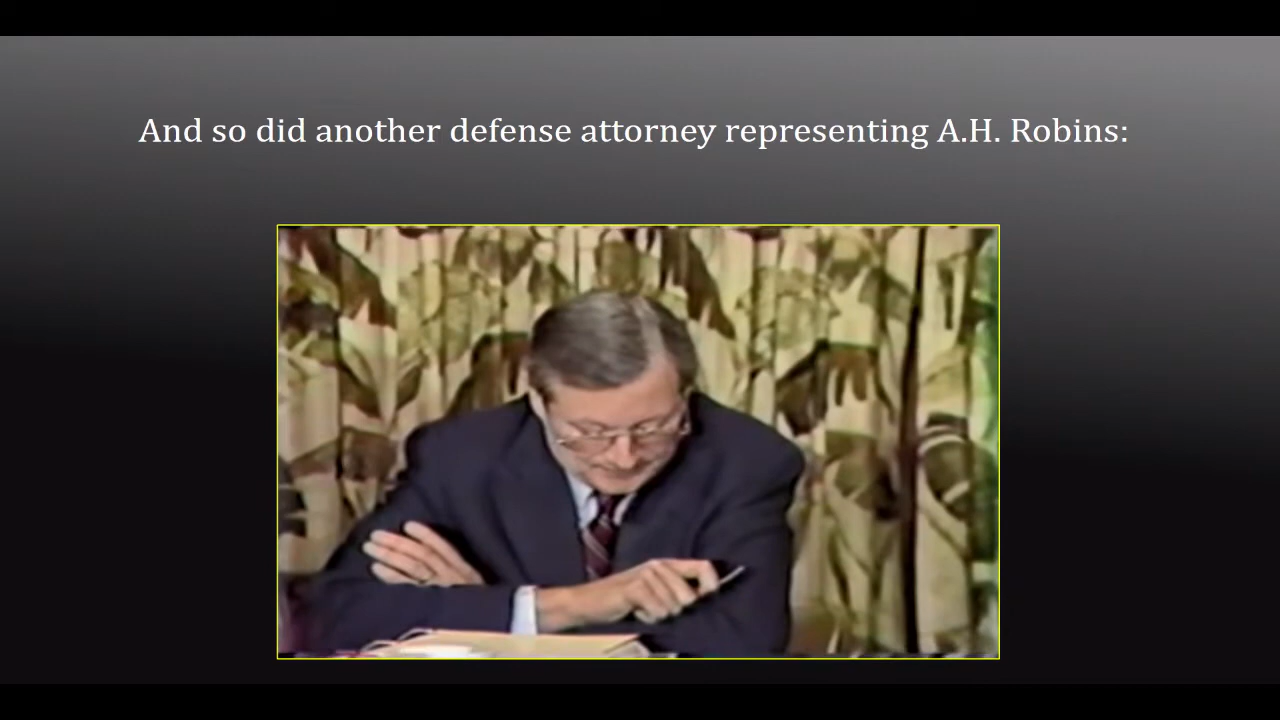 And so did another defense attorney representing A.H. Robins: